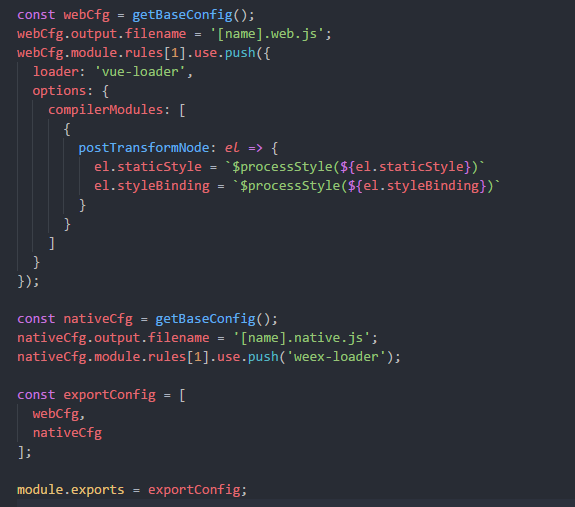 const webCfg = getBaseConfig();
webCfg.output.filename = '[name].web.js';
webCfg.module.rules[1].use.push({
  loader: 'vue-loader',
  options: {
    compilerModules: [
      {
        postTransformNode: el => {
          el.staticStyle = `$processStyle(${el.staticStyle})`
          el.styleBinding = `$processStyle(${el.styleBinding})`
        }
      }
    ]
  }
});

const nativeCfg = getBaseConfig();
nativeCfg.output.filename = '[name].native.js';
nativeCfg.module.rules[1].use.push('weex-loader');

const exportConfig = [
  webCfg,
  nativeCfg
];

module.exports = exportConfig;